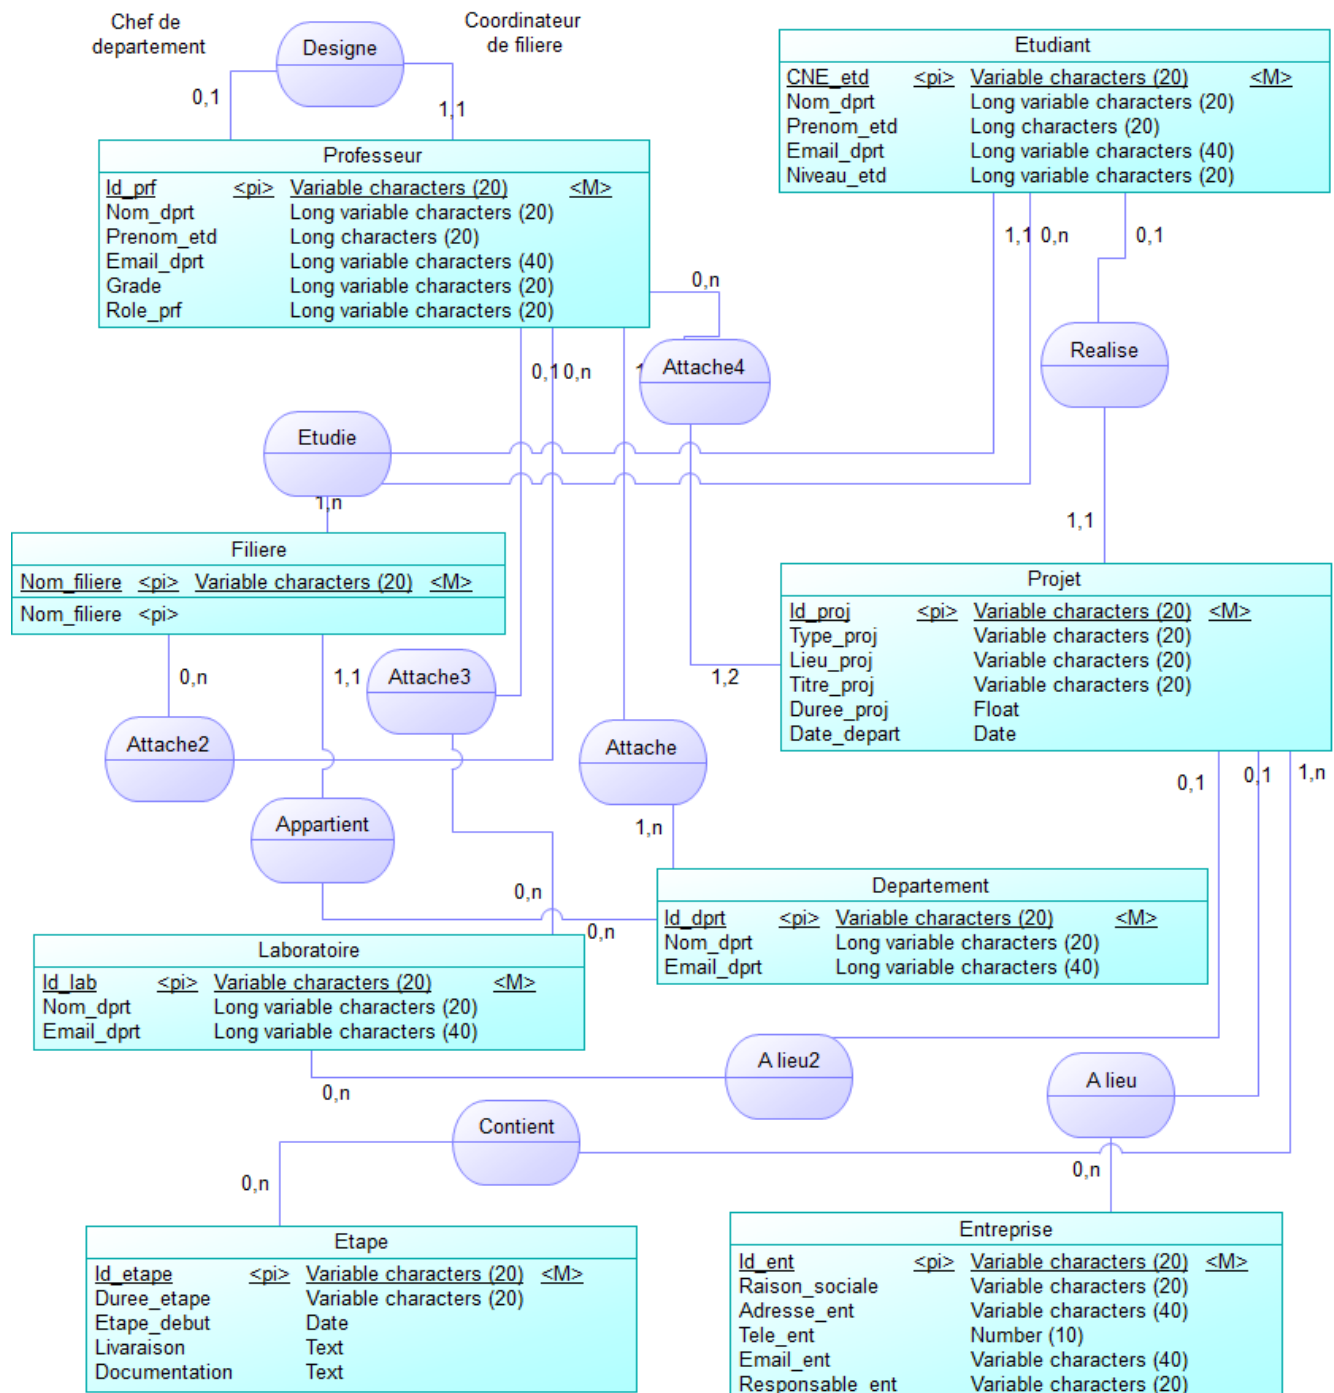 Chef de
departement
Designe
Coordinateur
de filiere
0,1
1,1
Professeur
Id_prf <pi> Variable characters (20) <M>
Nom_dprt Long variable characters (20)
Prenom_etd Long characters (20)
Email_dprt Long variable characters (40)
Grade Long variable characters (20)
Role_prf Long variable characters (20)
Etudiant
CNE_etd <pi> Variable characters (20) <M>
Nom_dprt Long variable characters (20)
Prenom_etd Long characters (20)
Email_dprt Long variable characters (40)
Niveau_etd Long variable characters (20)
1,1 0,n 0,1
0,n
Realise
0,1 0,n
Attache4
Etudie
1,n
1,1
Filiere
Nom_filiere <pi> Variable characters (20) <M>
Nom_filiere <pi>
Projet
Id_proj <pi> Variable characters (20) <M>
Type_proj Variable characters (20)
Lieu_proj Variable characters (20)
Titre_proj Variable characters (20)
Duree_proj Float
Date_depart Date
0,n
1,1
Attache3
1,2
Attache2
Attache
0,1 0,1 1,n
Appartient
1,n
0,n
0,n
Departement
Id_dprt <pi> Variable characters (20) <M>
Nom_dprt Long variable characters (20)
Email_dprt Long variable characters (40)
Laboratoire
Id_lab <pi> Variable characters (20) <M>
Nom_dprt Long variable characters (20)
Email_dprt Long variable characters (40)
A lieu2
A lieu
0,n
Contient
0,n
0,n
Etape
Id_etape <pi> Variable characters (20) <M>
Duree_etape Variable characters (20)
Etape_debut Date
Livaraison Text
Documentation Text
Entreprise
Id_ent <pi> Variable characters (20) <M>
Raison_sociale Variable characters (20)
Adresse_ent Variable characters (40)
Tele_ent Number (10)
Email_ent Variable characters (40)
Responsable_ent Variable characters (20)